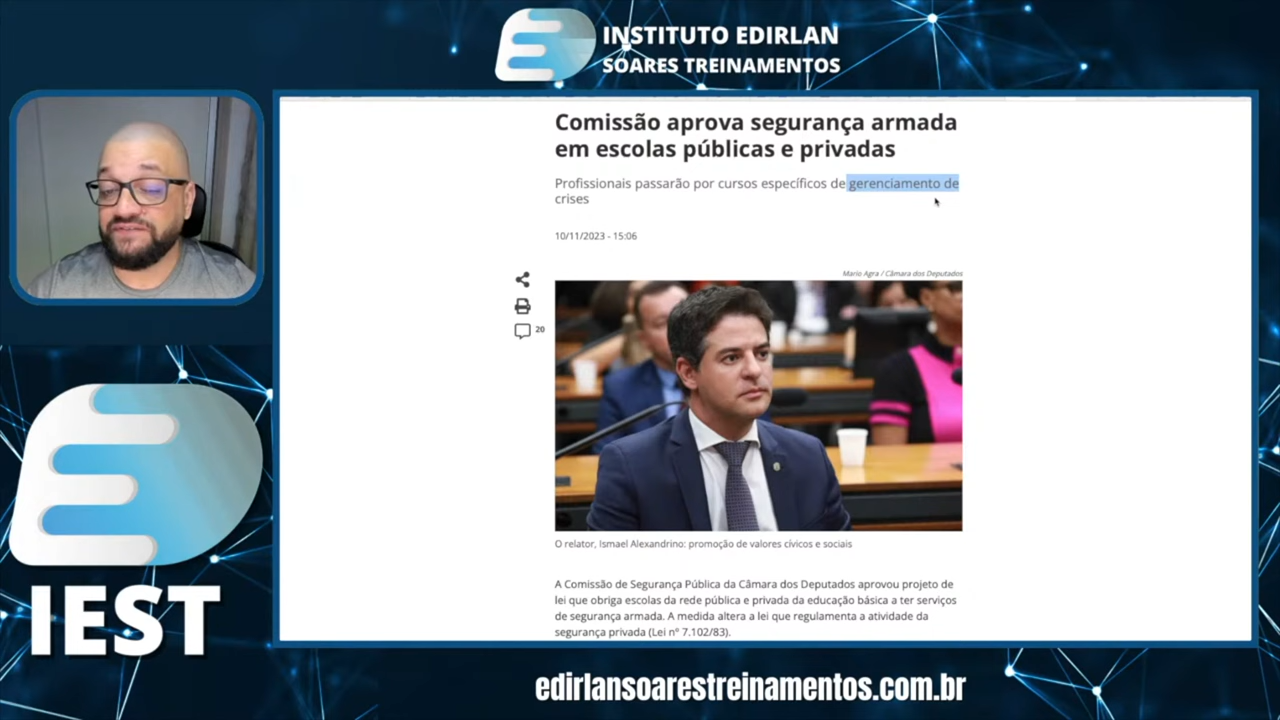 INSTITUTO EDIRLAN
SOARES TREINAMENTOS
Comissão aprova segurança armada
em escolas públicas e privadas
Profissionais passarão por cursos específicos de gerenciamento de
crises
10/11/2023 - 15:06
Mario Agra / Câmara dos Deputados
20
O relator, Ismael Alexandrino: promoção de valores cívicos e sociais
A Comissão de Segurança Pública da Câmara dos Deputados aprovou projeto de
lei que obriga escolas da rede pública e privada da educação básica a ter serviços
de segurança armada. A medida altera a lei que regulamenta a atividade da
segurança privada (Lei nº 7.102/83).
IEST
edirlansoarestreinamentos.com.br